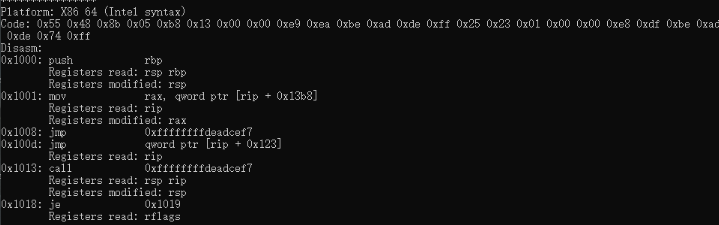 ****************
Platform: X86 64 (Intel syntax)
Code: 0x55 0x48 0x8b 0x05 0xb8 0x13 0x00 0x00 0xe9 0xea 0xbe 0xad 0xde 0xff 0x25 0x23 0x01 0x00 0x00 0xe8 0xdf 0xbe 0xad
0xde 0x74 0xff
Disasm:
0x1000: push rbp
Registers read: rsp rbp
Registers modified: rsp
0x1001: mov rax, qword ptr [rip + 0x13b8]
Registers read: rip
Registers modified: rax
0x1008: jmp 0xffffffffdeadcef7
0x100d: jmp qword ptr [rip + 0x123]
Registers read: rip
0x1013: call 0xffffffffdeadcef7
Registers read: rsp rip
Registers modified: rsp
0x1018: je 0x1019
Registers read: rflags